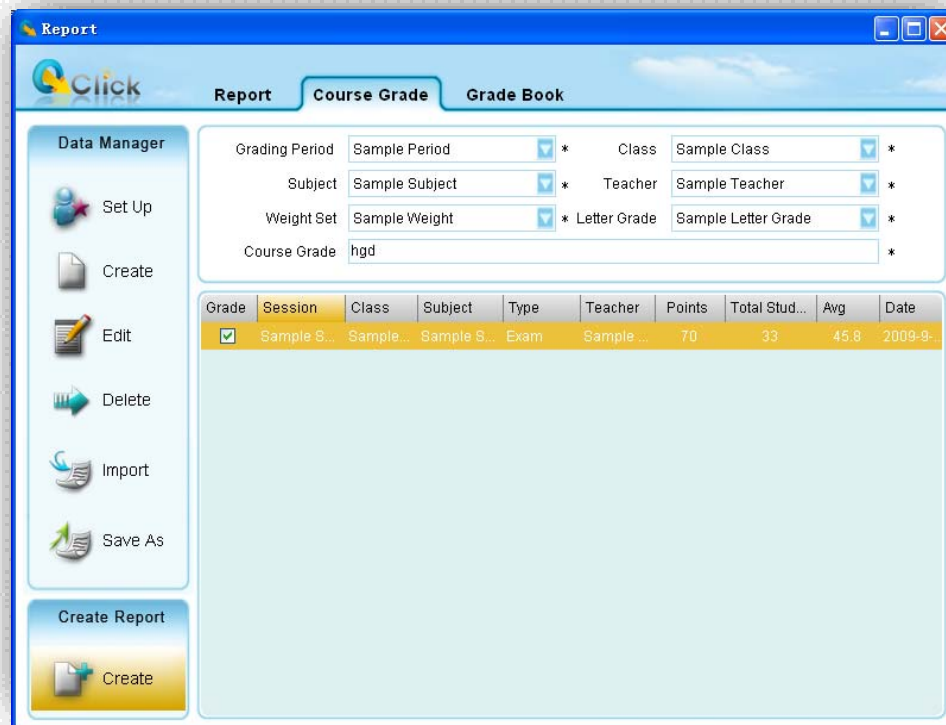 Report
QClick
Report Course Grade Grade Book
Data Manager
Set Up
Create
Edit
Delete
Import
Save As
Create Report
Create
Grading Period Sample Period * Class Sample Class *
Subject Sample Subject * Teacher Sample Teacher *
Weight Set Sample Weight * Letter Grade Sample Letter Grade *
Course Grade hgd *
Grade Session Class Subject Type Teacher Points Total Stud... Avg Date
Sample S... Sample... Sample S... Exam Sample ... 70 33 45.8 2009-9-...